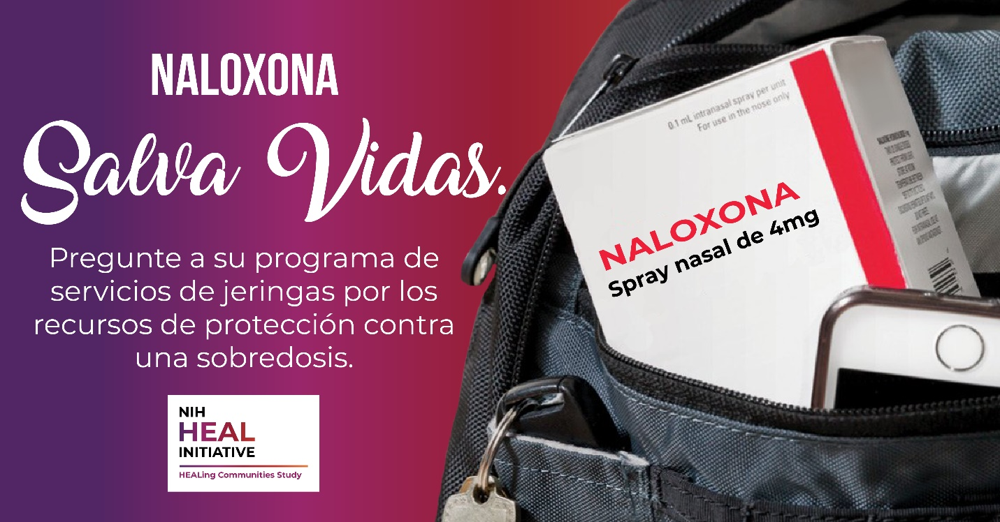 NALOXONA
Salva Vidas.
Pregunte a su programa de
servicios de jeringas por los
recursos de protección contra
una sobredosis.
NIH
HEAL
INITIATIVE
HEALing Communities Study
0.1 mL intranasal spray per unit
For use in the nose only
NALOXONA
Spray nasal de 4mg